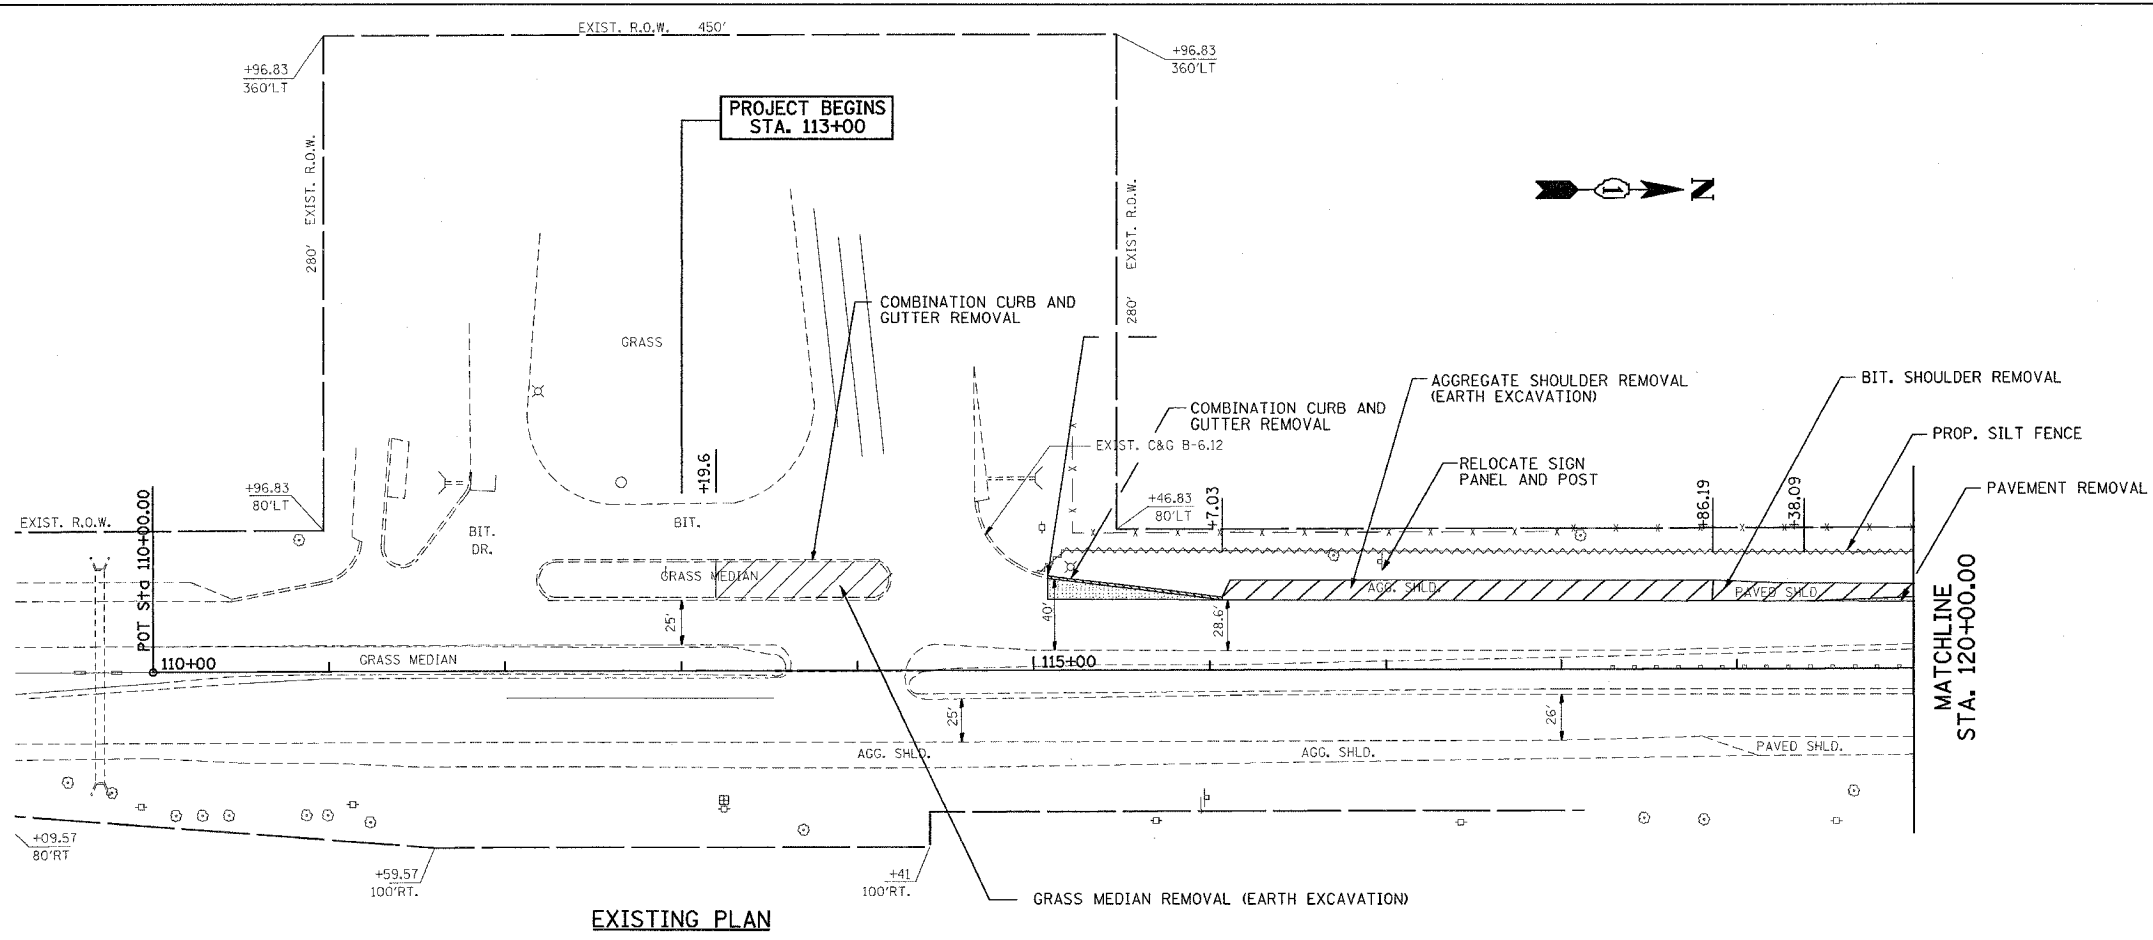 EXIST. R.O.W. 450'
+96.83
360'LT
+96.83
360'LT
PROJECT BEGINS
STA. 113+00
280' EXIST. R.O.W.
280' EXIST. R.O.W.
N
COMBINATION CURB AND
GUTTER REMOVAL
GRASS
AGGREGATE SHOULDER REMOVAL
(EARTH EXCAVATION)
BIT. SHOULDER REMOVAL
COMBINATION CURB AND
GUTTER REMOVAL
EXIST. C&G B-6.12
PROP. SILT FENCE
RELOCATE SIGN
PANEL AND POST
PAVEMENT REMOVAL
+19.6
+96.83
80'LT
+46.83
80'LT
+7.03
+86.19
+38.09
EXIST. R.O.W.
POT Sta 110+00.00
BIT.
DR.
BIT.
GRASS MEDIAN
AGG. SHLD.
PAVED SHLD.
25'
40'
28.6'
MATCHLINE
STA. 120+00.00
110+00
GRASS MEDIAN
115+00
25'
26'
AGG. SHLD.
AGG. SHLD.
PAVED SHLD.
+09.57
80'RT
+59.57
100'RT.
+41
100'RT.
GRASS MEDIAN REMOVAL (EARTH EXCAVATION)
EXISTING PLAN